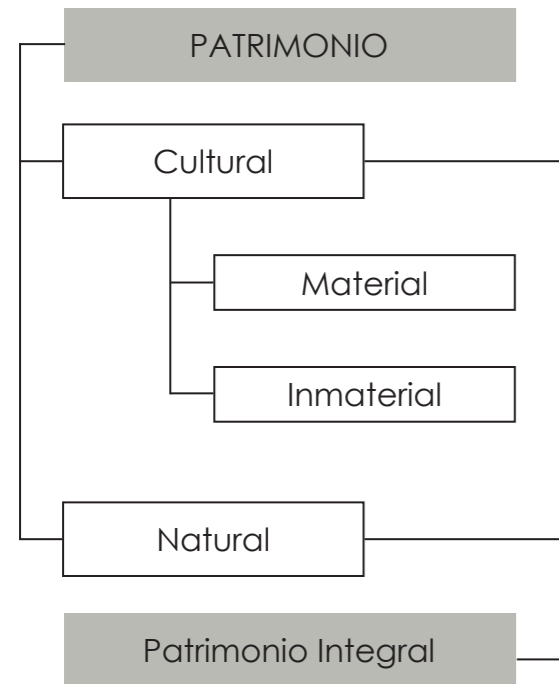 PATRIMONIO
Cultural
Material
Inmaterial
Natural
Patrimonio Integral